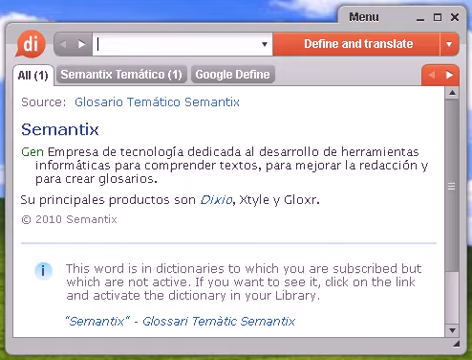 Menu
di
Define and translate
All (1)
Semantix Temático (1)
Google Define
Source: Glosario Temático Semantix
Semantix
Gen Empresa de tecnología dedicada al desarrollo de herramientas
informáticas para comprender textos, para mejorar la redacción y
para crear glosarios.
Su principales producto son Dixio, Xtyle y Gloxr.
© 2010 Semantix
i
This word is in dictionaries to which you are subscribed but
which are not active. If you want to see it, click on the link
and activate the dictionary in your Library.
"Semantix" - Glossari Temàtic Semantix